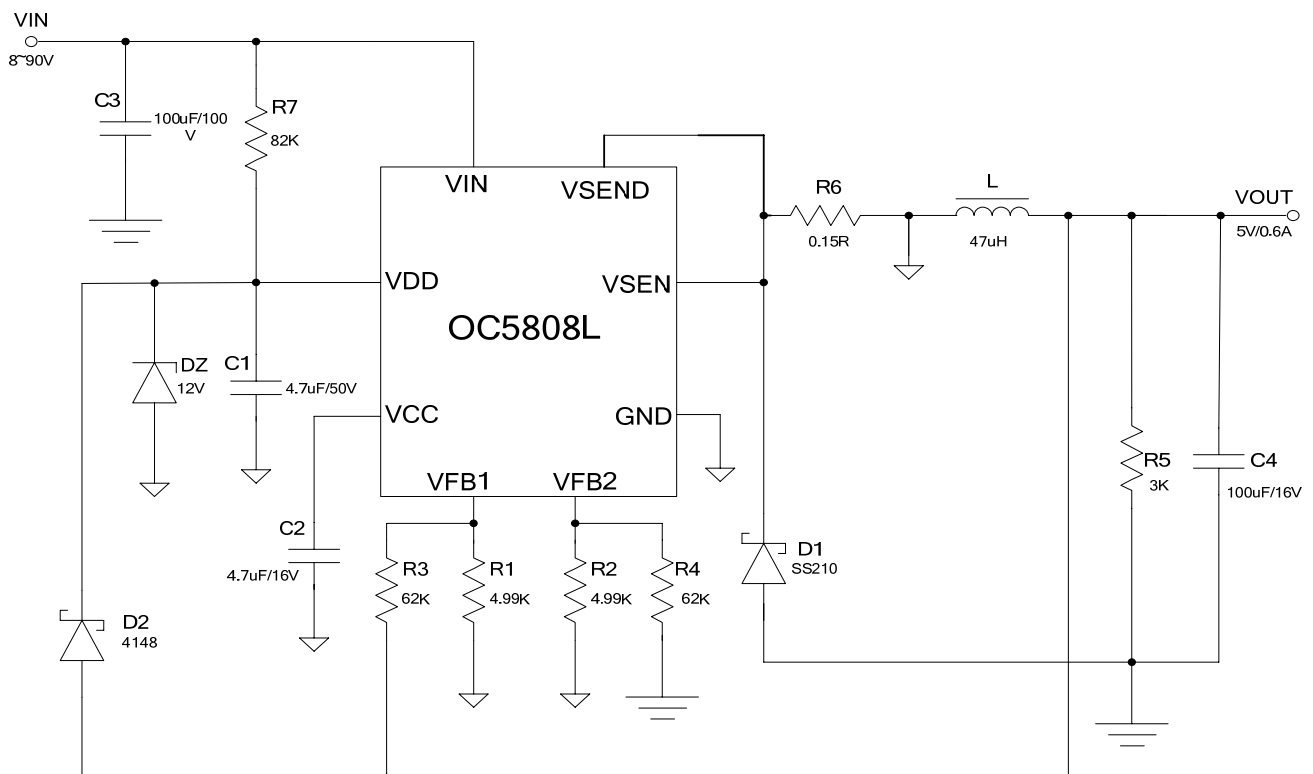 VIN
8~90V
C3
100uF/100
V
R7
82K
VIN
VSEND
R6
0.15R
L
47uH
VOUT
5V/0.6A
VDD
VSEN
OC5808L
DZ
12V
C1
4.7uF/50V
VCC
GND
R5
3K
C4
100uF/16V
VFB1
VFB2
C2
4.7uF/16V
R3
62K
R1
4.99K
R2
4.99K
R4
62K
D1
SS210
D2
4148